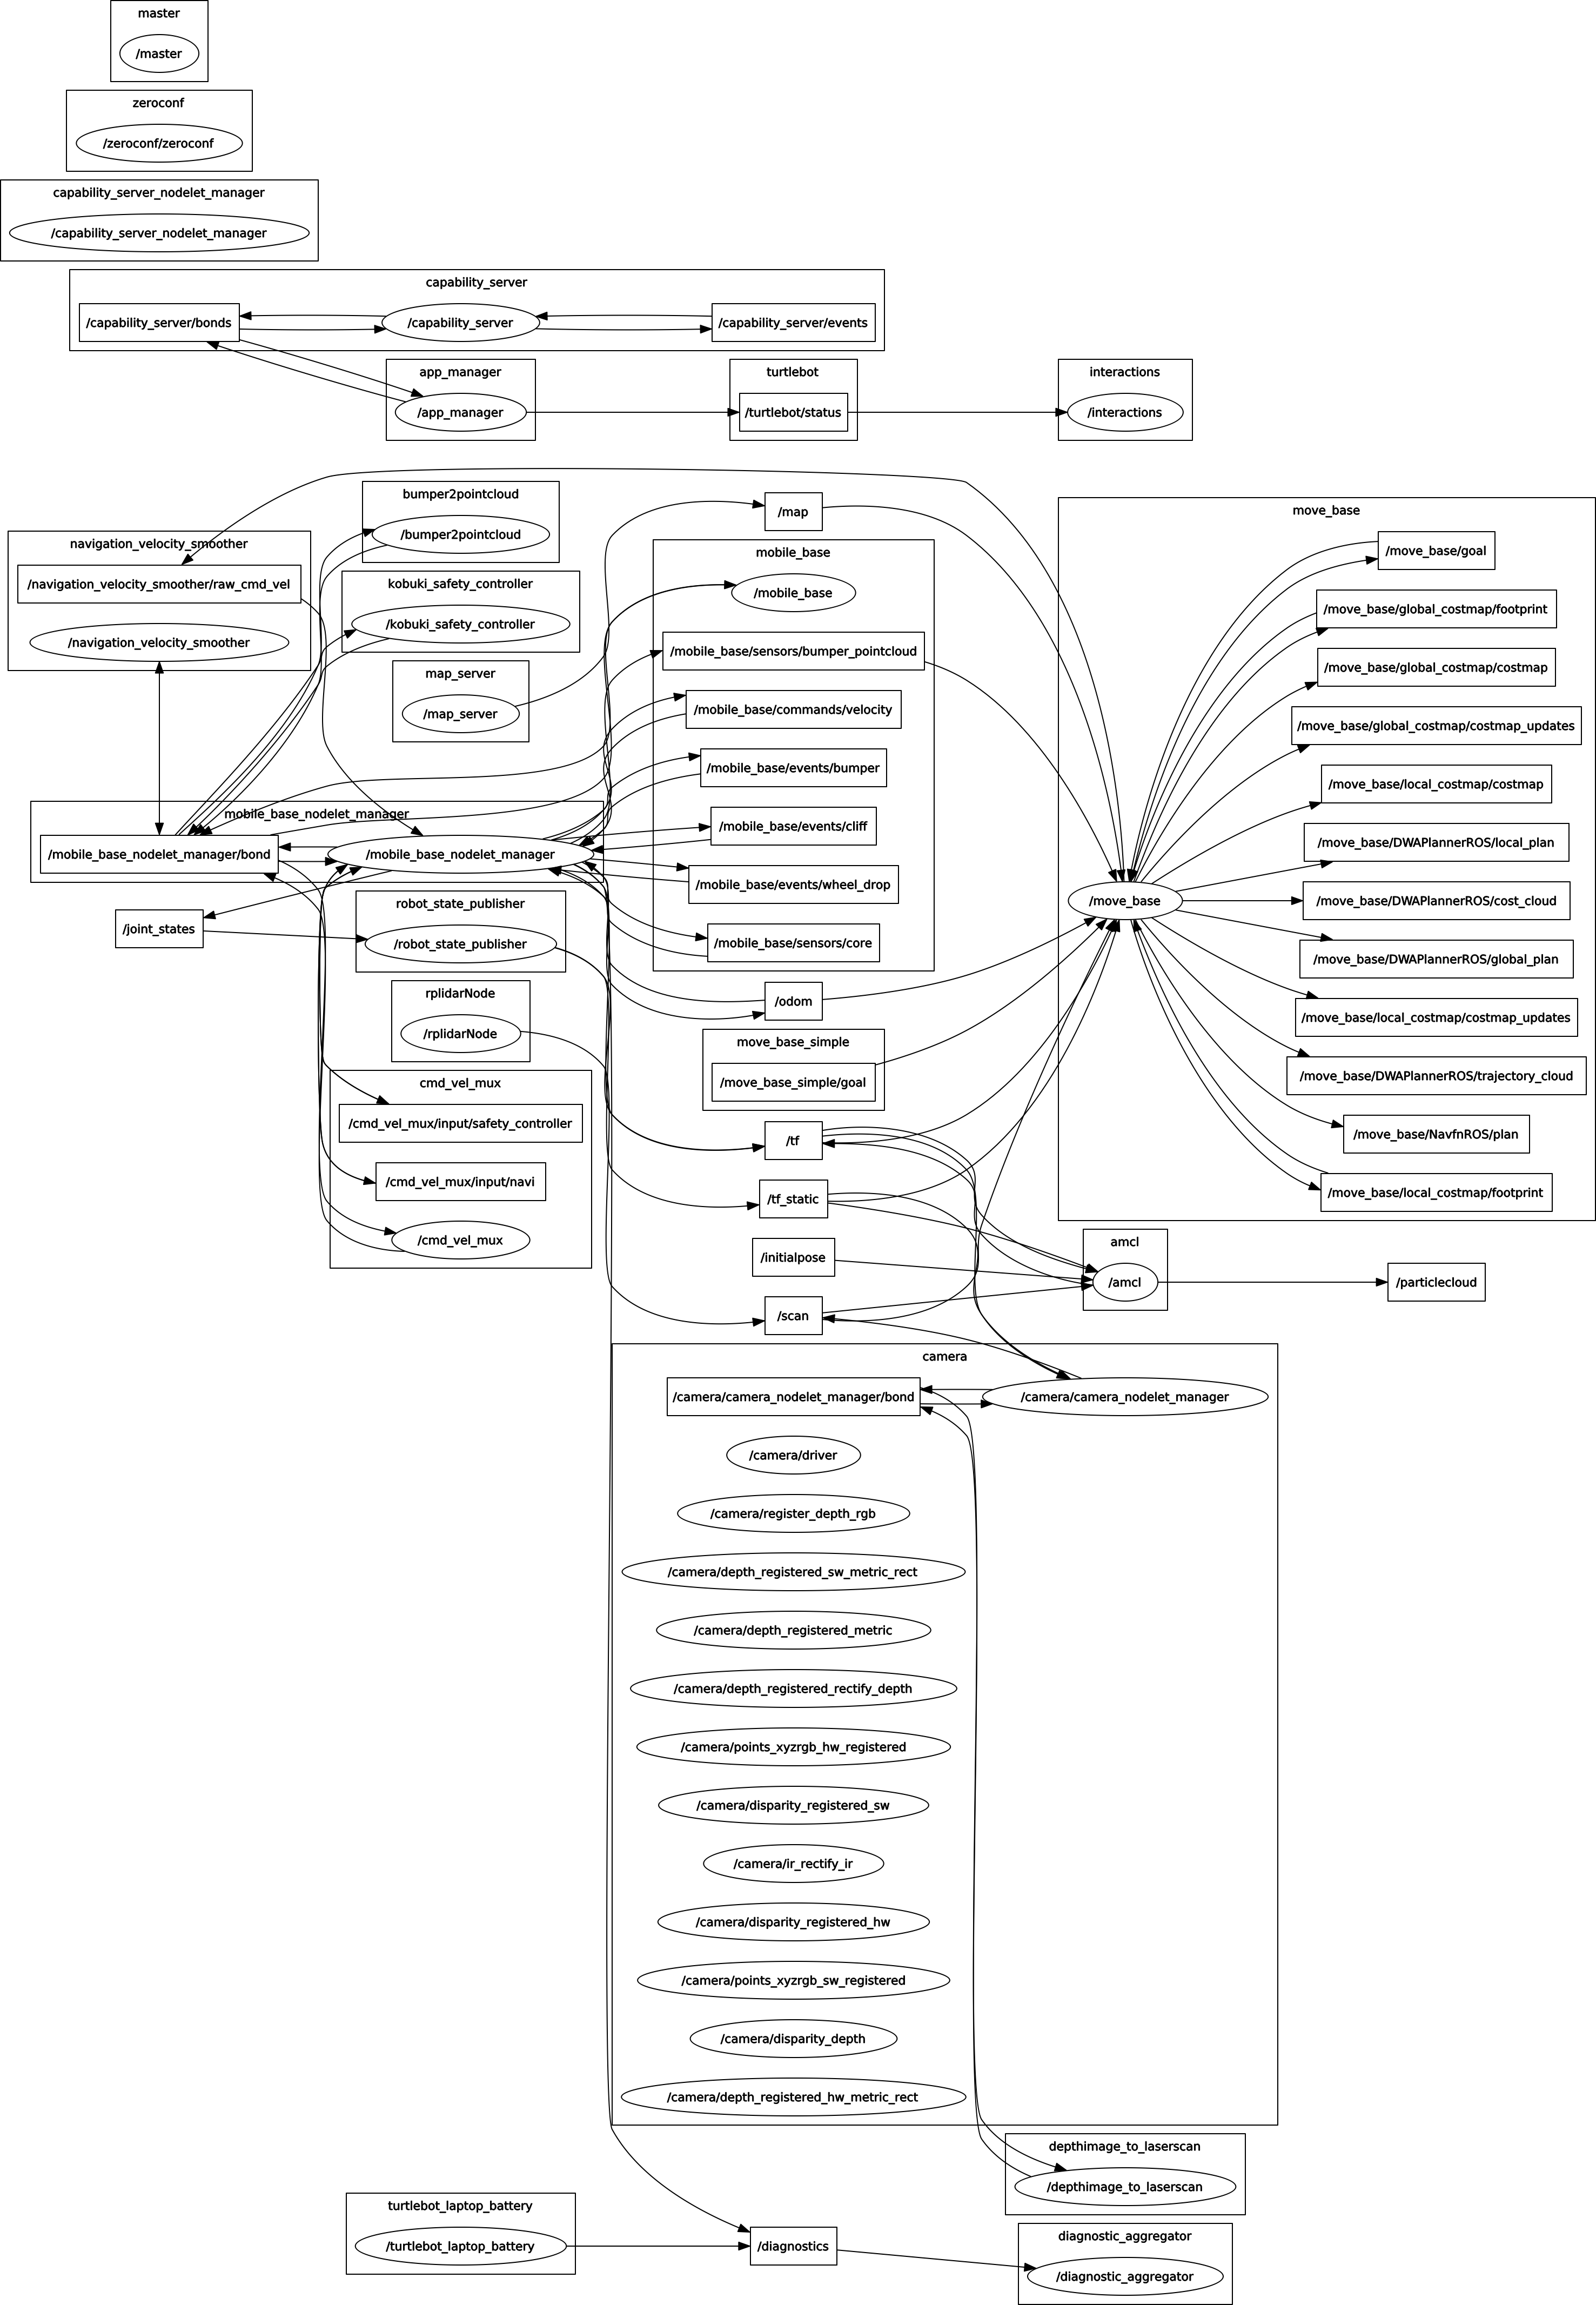 master
/master
zeroconf
/zeroconf/zeroconf
capability_server_nodelet_manager
/capability_server_nodelet_manager
capability_server
/capability_server/bonds
/capability_server
/capability_server/events
app_manager
/app_manager
turtlebot
/turtlebot/status
interactions
/interactions
navigation_velocity_smoother
/navigation_velocity_smoother/raw_cmd_vel
/navigation_velocity_smoother
bumper2pointcloud
/bumper2pointcloud
kobuki_safety_controller
/kobuki_safety_controller
map_server
/map_server
mobile_base_nodelet_manager
/mobile_base_nodelet_manager/bond
/mobile_base_nodelet_manager
/joint_states
robot_state_publisher
/robot_state_publisher
rplidarNode
/rplidarNode
cmd_vel_mux
/cmd_vel_mux/input/safety_controller
/cmd_vel_mux/input/navi
/cmd_vel_mux
/map
mobile_base
/mobile_base
/mobile_base/sensors/bumper_pointcloud
/mobile_base/commands/velocity
/mobile_base/events/bumper
/mobile_base/events/cliff
/mobile_base/events/wheel_drop
/mobile_base/sensors/core
/odom
move_base_simple
/move_base_simple/goal
/tf
/tf_static
/initialpose
/scan
move_base
/move_base
/move_base/goal
/move_base/global_costmap/footprint
/move_base/global_costmap/costmap
/move_base/global_costmap/costmap_updates
/move_base/local_costmap/costmap
/move_base/DWAPlannerROS/local_plan
/move_base/DWAPlannerROS/cost_cloud
/move_base/DWAPlannerROS/global_plan
/move_base/local_costmap/costmap_updates
/move_base/DWAPlannerROS/trajectory_cloud
/move_base/NavfnROS/plan
/move_base/local_costmap/footprint
amcl
/amcl
/particlecloud
camera
/camera/camera_nodelet_manager/bond
/camera/camera_nodelet_manager
/camera/driver
/camera/register_depth_rgb
/camera/depth_registered_sw_metric_rect
/camera/depth_registered_metric
/camera/depth_registered_rectify_depth
/camera/points_xyzrgb_hw_registered
/camera/disparity_registered_sw
/camera/ir_rectify_ir
/camera/disparity_registered_hw
/camera/points_xyzrgb_sw_registered
/camera/disparity_depth
/camera/depth_registered_hw_metric_rect
depthimage_to_laserscan
/depthimage_to_laserscan
turtlebot_laptop_battery
/turtlebot_laptop_battery
/diagnostics
diagnostic_aggregator
/diagnostic_aggregator